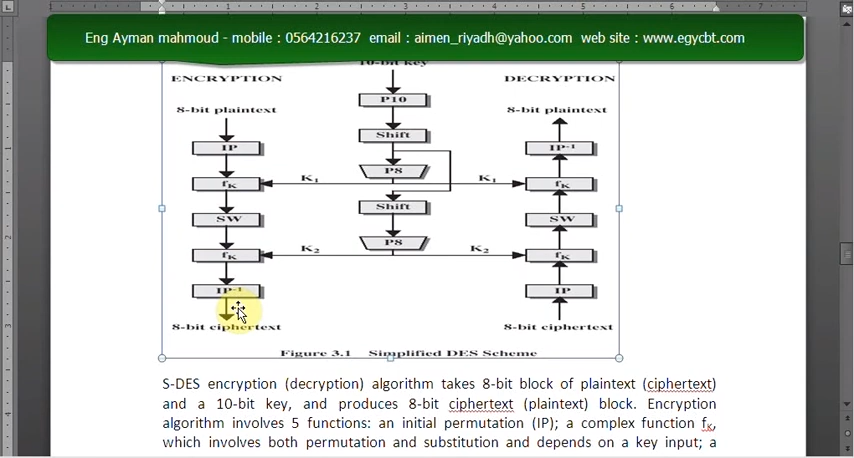 Eng Ayman mahmoud - mobile : 0564216237 email : aimen_riyadh@yahoo.com web site : www.egycbt.com
10-bit key
ENCRYPTION
DECRYPTION
8-bit plaintext
P10
8-bit plaintext
Shift
IP
IP-1
P8
fK
K1
K1
fK
Shift
SW
SW
P8
fK
K2
K2
fK
IP-1
IP
8-bit ciphertext
8-bit ciphertext
Figure 3.1 Simplified DES Scheme
S-DES encryption (decryption) algorithm takes 8-bit block of plaintext (ciphertext)
and a 10-bit key, and produces 8-bit ciphertext (plaintext) block. Encryption
algorithm involves 5 functions: an initial permutation (IP); a complex function fK,
which involves both permutation and substitution and depends on a key input; a